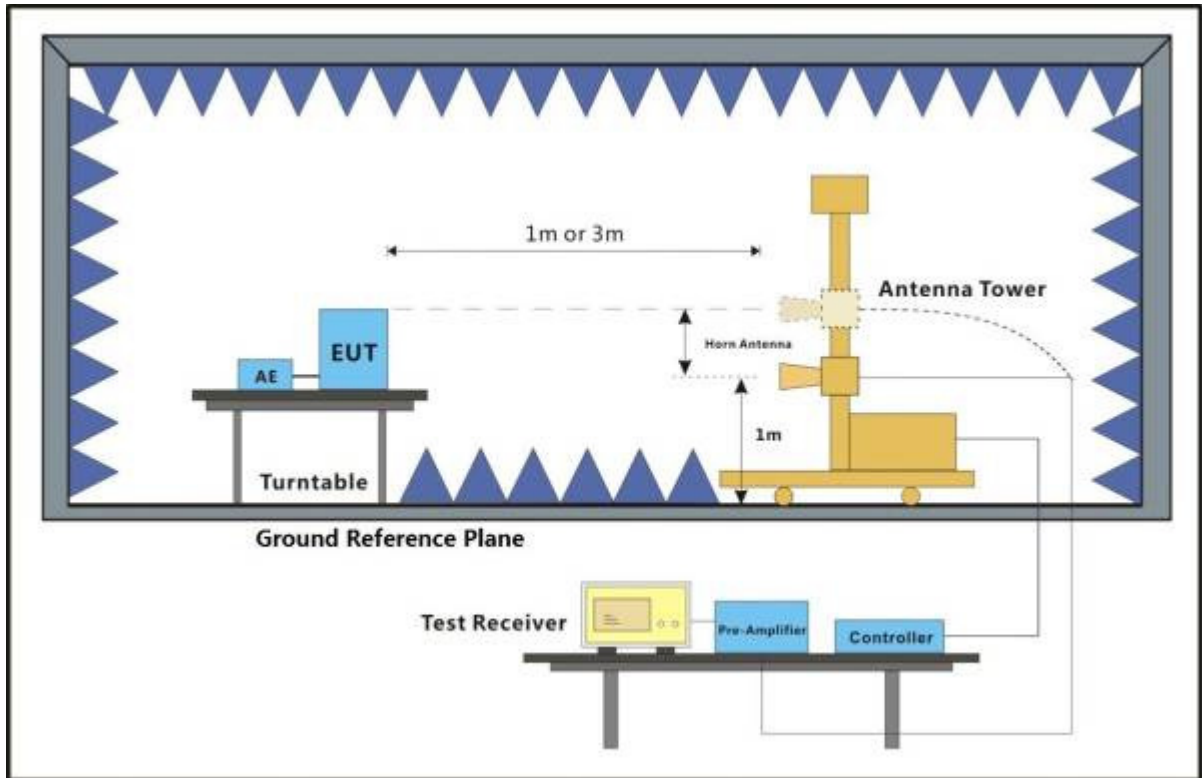 1m or 3m
Antenna Tower
Horn Antenna
EUT
AE
1m
Turntable
Ground Reference Plane
Test Receiver
Pre-Amplifier
Controller